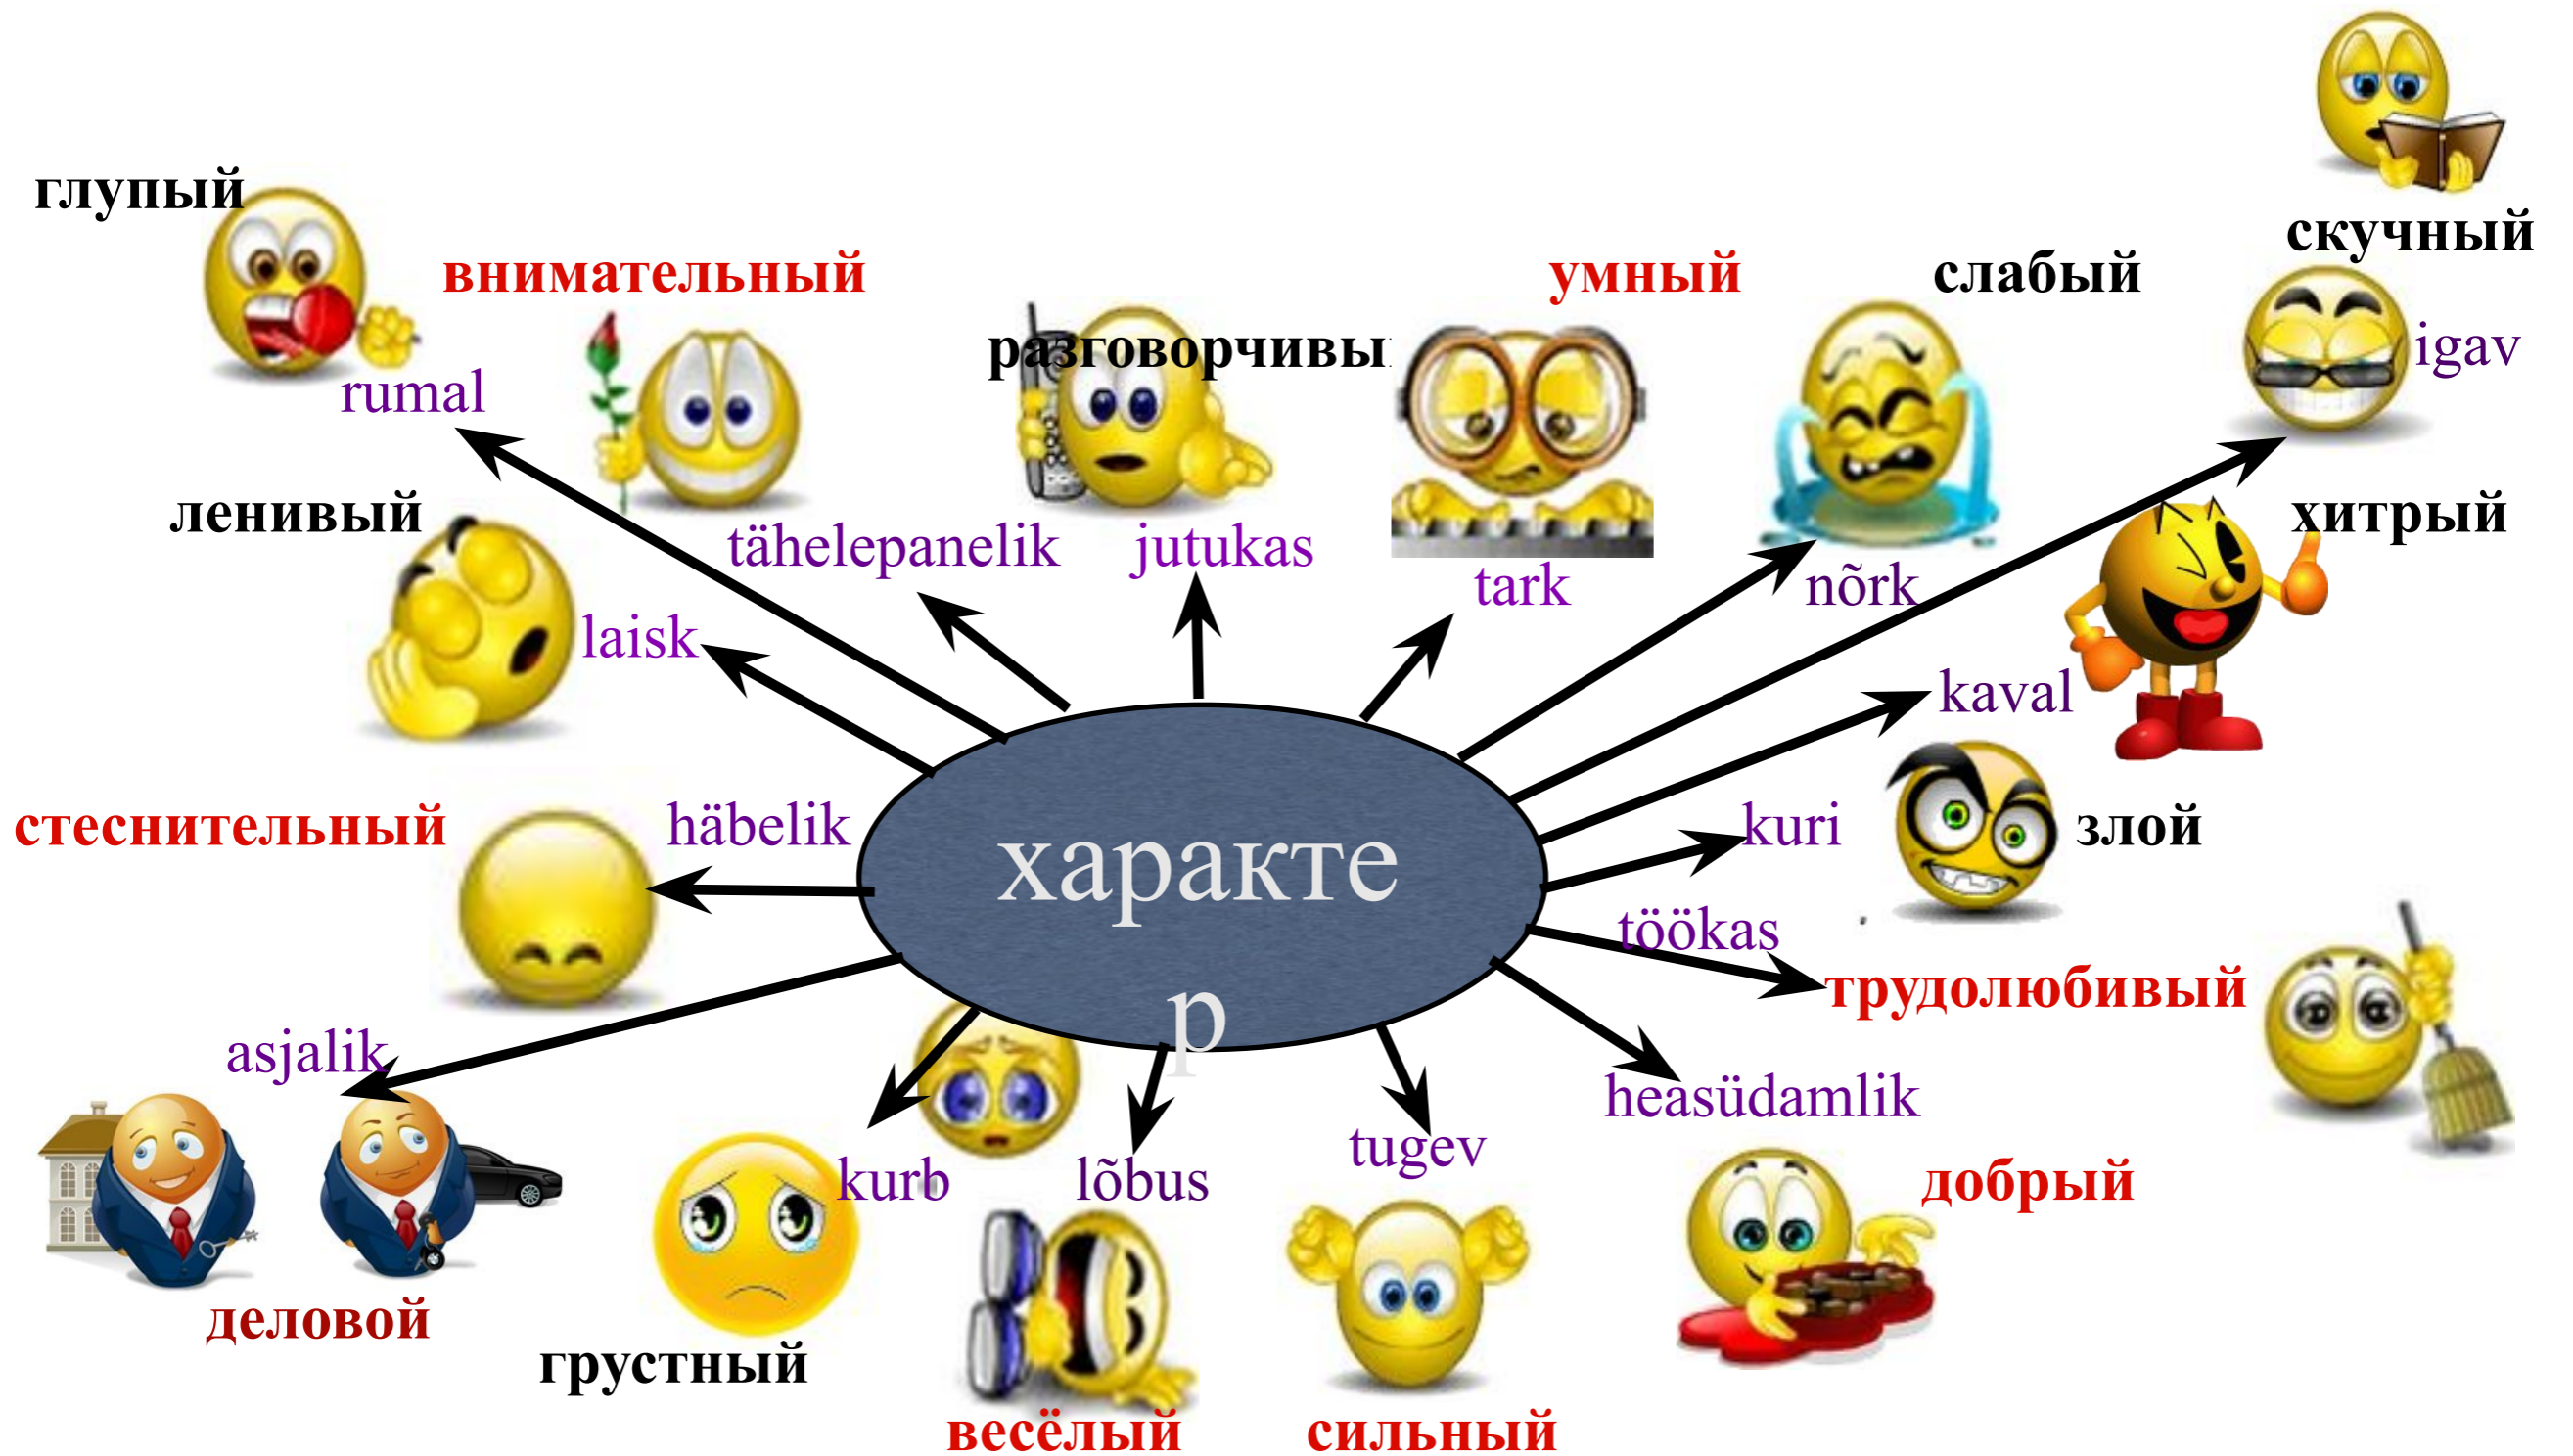 глупый
внимательный
умный
слабый
скучный
разговорчивы
igav
rumal
ленивый
хитрый
tähelepanelik
jutukas
tark
nõrk
laisk
kaval
стеснительный
häbelik
характе
р
kuri
злой
töökas
трудолюбивый
asjalik
heasüdamlik
tugev
kurb
lõbus
добрый
деловой
грустный
весёлый
сильный